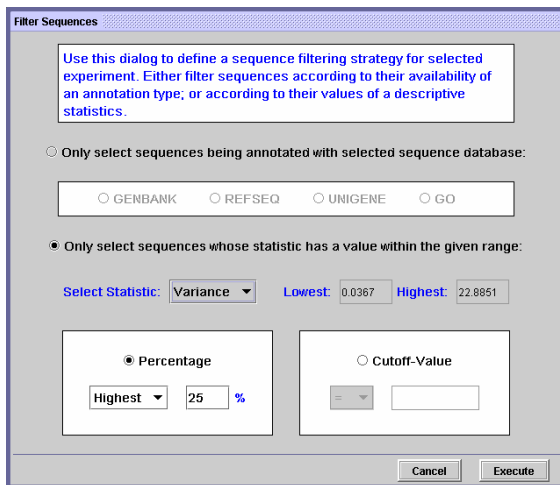 Filter Sequences
Use this dialog to define a sequence filtering strategy for selected
experiment. Either filter sequences according to their availability of
an annotation type; or according to their values of a descriptive
statistics.
Only select sequences being annotated with selected sequence database:
GENBANK REFSEQ UNIGENE GO
Only select sequences whose statistic has a value within the given range:
Select Statistic: Variance Lowest: 0.0367 Highest: 22.8851
Percentage Cutoff-Value
Highest 25 % =
Cancel Execute